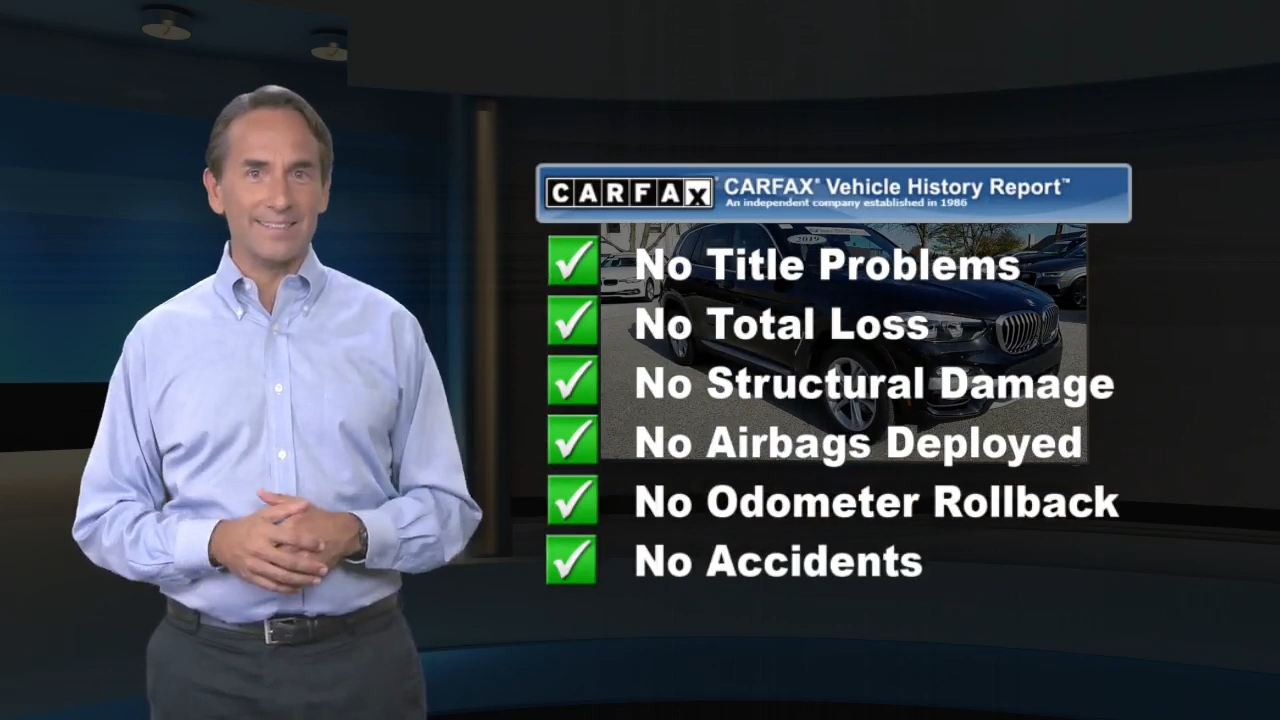 CARFAX
CARFAX® Vehicle History Report™
An independent company established in 1986
2019
No Title Problems
No Total Loss
No Structural Damage
No Airbags Deployed
No Odometer Rollback
No Accidents